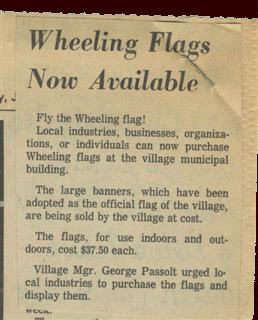 Wheeling Flags
Now Available
Fly the Wheeling flag!
Local industries, businesses, organiza-
tions, or individuals can now purchase
Wheeling flags at the village municipal
building.
The large banners, which have been
adopted as the official flag of the village,
are being sold by the village at cost.
The flags, for use indoors and out-
doors, cost $37.50 each.
Village Mgr. George Passolt urged lo-
cal industries to purchase the flags and
display them.
week.